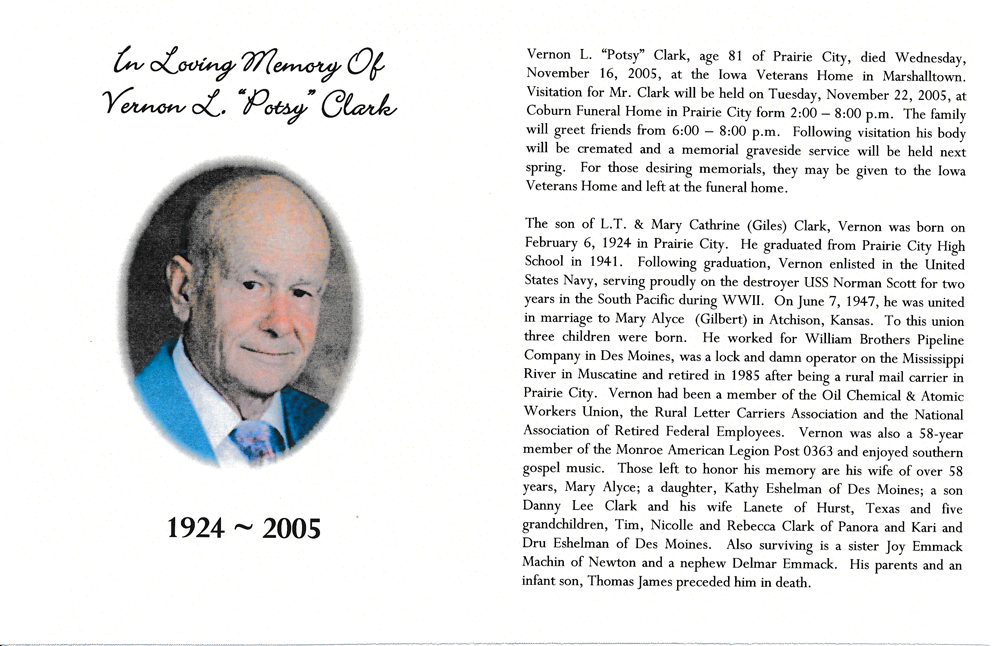 In Loving Memory Of
Vernon L. "Potsy" Clark
1924 ~ 2005
Vernon L. “Potsy” Clark, age 81 of Prairie City, died Wednesday,
November 16, 2005, at the Iowa Veterans Home in Marshalltown.
Visitation for Mr. Clark will be held on Tuesday, November 22, 2005, at
Coburn Funeral Home in Prairie City form 2:00 – 8:00 p.m. The family
will greet friends from 6:00 – 8:00 p.m. Following visitation his body
will be cremated and a memorial graveside service will be held next
spring. For those desiring memorials, they may be given to the Iowa
Veterans Home and left at the funeral home.
The son of L.T. & Mary Cathrine (Giles) Clark, Vernon was born on
February 6, 1924 in Prairie City. He graduated from Prairie City High
School in 1941. Following graduation, Vernon enlisted in the United
States Navy, serving proudly on the destroyer USS Norman Scott for two
years in the South Pacific during WWII. On June 7, 1947, he was united
in marriage to Mary Alyce (Gilbert) in Atchison, Kansas. To this union
three children were born. He worked for William Brothers Pipeline
Company in Des Moines, was a lock and damn operator on the Mississippi
River in Muscatine and retired in 1985 after being a rural mail carrier in
Prairie City. Vernon had been a member of the Oil Chemical & Atomic
Workers Union, the Rural Letter Carriers Association and the National
Association of Retired Federal Employees. Vernon was also a 58-year
member of the Monroe American Legion Post 0363 and enjoyed southern
gospel music. Those left to honor his memory are his wife of over 58
years, Mary Alyce; a daughter, Kathy Eshelman of Des Moines; a son
Danny Lee Clark and his wife Lanete of Hurst, Texas and five
grandchildren, Tim, Nicolle and Rebecca Clark of Panora and Kari and
Dru Eshelman of Des Moines. Also surviving is a sister Joy Emmack
Machin of Newton and a nephew Delmar Emmack. His parents and an
infant son, Thomas James preceded him in death.